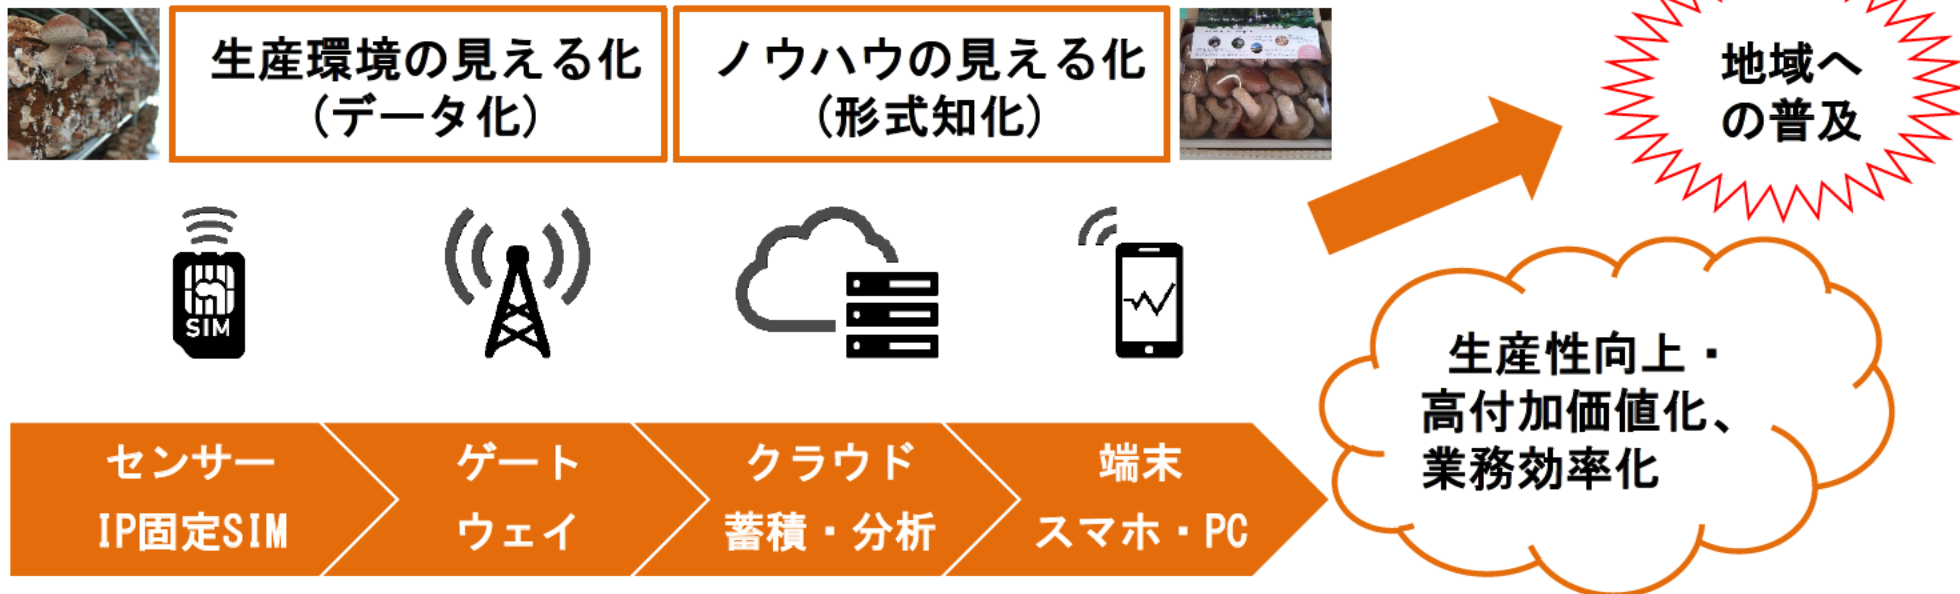 生産環境の見える化
(データ化)
ノウハウの見える化
(形式知化)
地域へ
の普及
SIM
生産性向上・
高付加価値化、
業務効率化
センサー
IP固定SIM
ゲート
ウェイ
クラウド
蓄積・分析
端末
スマホ・PC